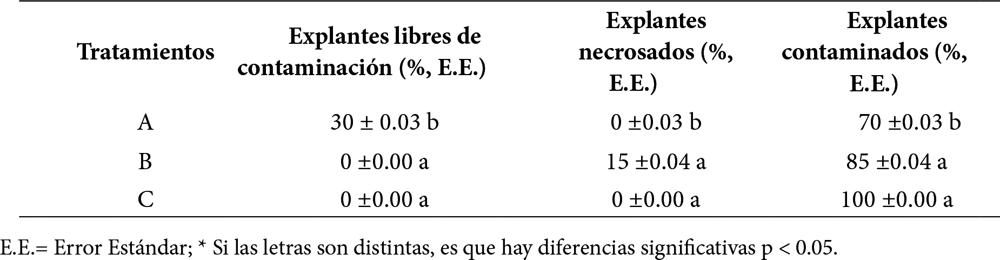 Tratamientos Explantes libres de contaminación (%, E.E.) Explantes necrosados (%, E.E.) Explantes contaminados (%, E.E.)
A 30 ± 0.03 b 0 ±0.03 b 70 ±0.03 b
B 0 ±0.00 a 15 ±0.04 a 85 ±0.04 a
C 0 ±0.00 a 0 ±0.00 a 100 ±0.00 a
E.E.= Error Estándar; * Si las letras son distintas, es que hay diferencias significativas p < 0.05.